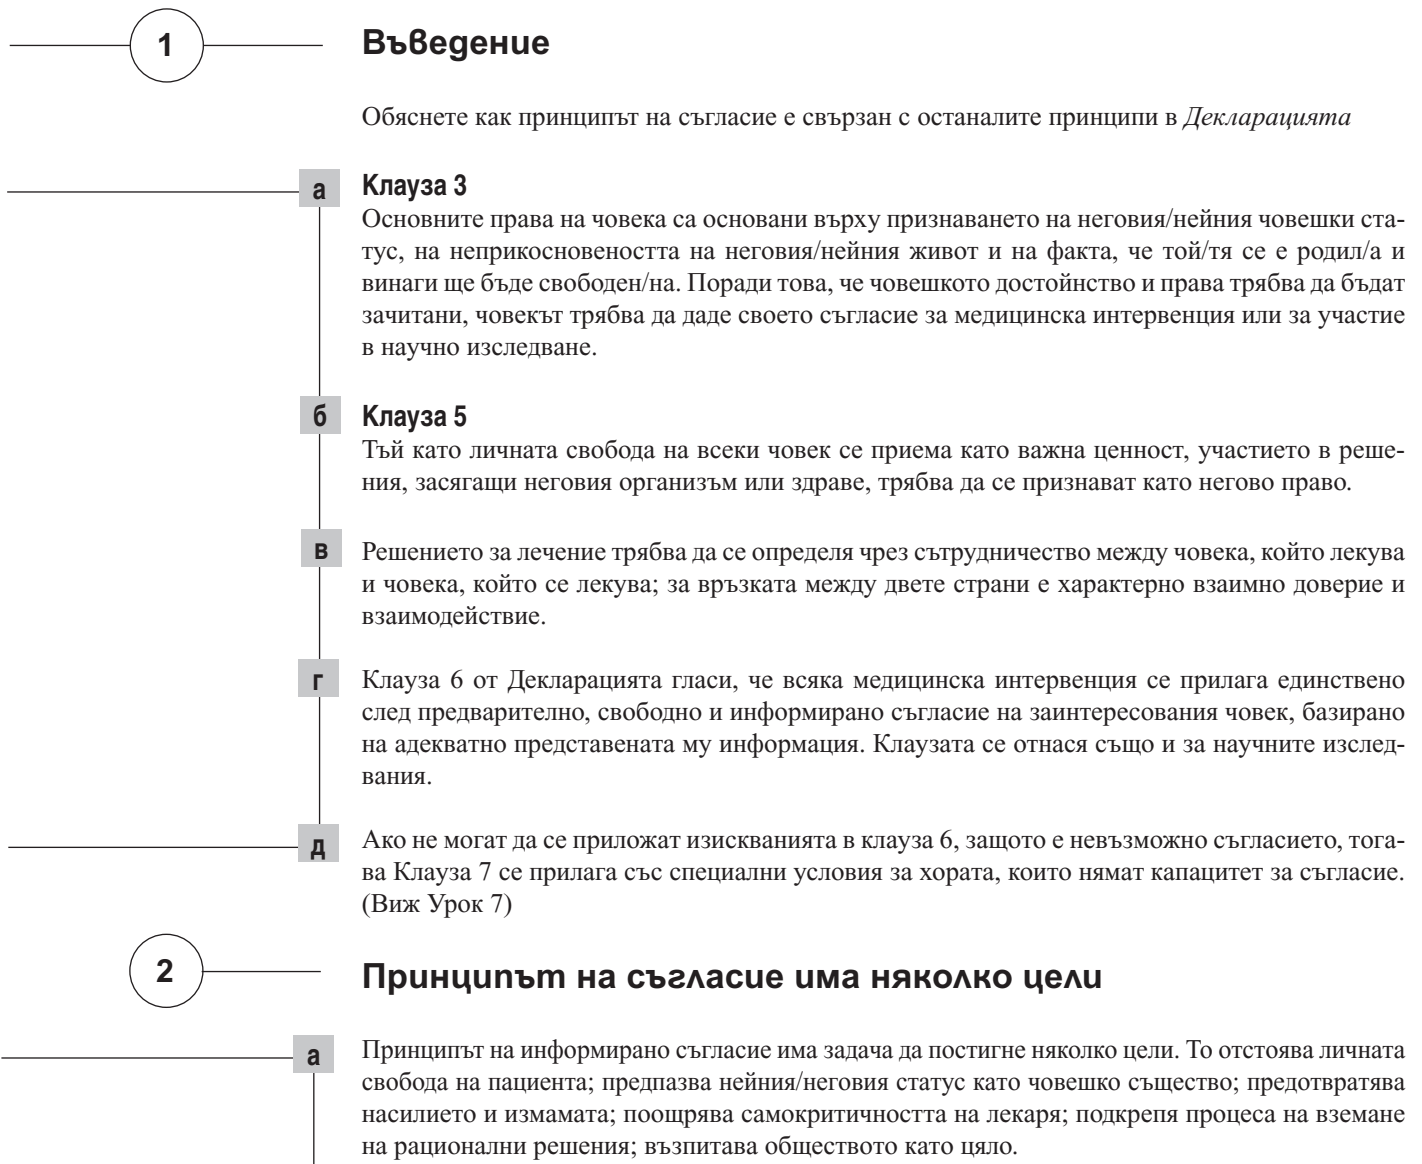 1
Въведение
Обяснете как принципът на съгласие е свързан с останалите принципи в Декларацията
а
Клауза 3
Основните права на човека са основани върху признаването на неговия/нейния човешки ста-
тус, на неприкосновеността на неговия/нейния живот и на факта, че той/тя се е родил/а и
винаги ще бъде свободен/на. Поради това, че човешкото достойнство и права трябва да бъдат
зачитани, човекът трябва да даде своето съгласие за медицинска интервенция или за участие
в научно изследване.
б
Клауза 5
Тъй като личната свобода на всеки човек се приема като важна ценност, участието в реше-
ния, засягащи неговия организъм или здраве, трябва да се признават като негово право.
в
Решението за лечение трябва да се определя чрез сътрудничество между човека, който лекува
и човека, който се лекува; за връзката между двете страни е характерно взаимно доверие и
взаимодействие.
г
Клауза 6 от Декларацията гласи, че всяка медицинска интервенция се прилага единствено
след предварително, свободно и информирано съгласие на заинтересования човек, базирано
на адекватно представената му информация. Клаузата се отнася също и за научните изслед-
вания.
д
Ако не могат да се приложат изискванията в клауза 6, защото е невъзможно съгласието, тога-
ва Клауза 7 се прилага със специални условия за хората, които нямат капацитет за съгласие.
(Виж Урок 7)
2
Принципът на съгласие има няколко цели
а
Принципът на информирано съгласие има задача да постигне няколко цели. То отстоява личната
свобода на пациента; предпазва нейния/неговия статус като човешко същество; предотвратява
насилието и измамата; поощрява самокритичността на лекаря; подкрепя процеса на вземане
на рационални решения; възпитава обществото като цяло.